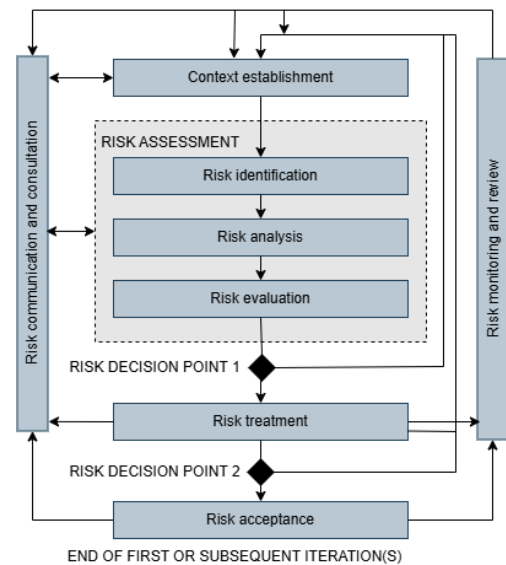 Context establishment
RISK ASSESSMENT
Risk identification
Risk analysis
Risk evaluation
RISK DECISION POINT 1
Risk treatment
RISK DECISION POINT 2
Risk acceptance
END OF FIRST OR SUBSEQUENT ITERATION(S)
Risk communication and consultation
Risk monitoring and review